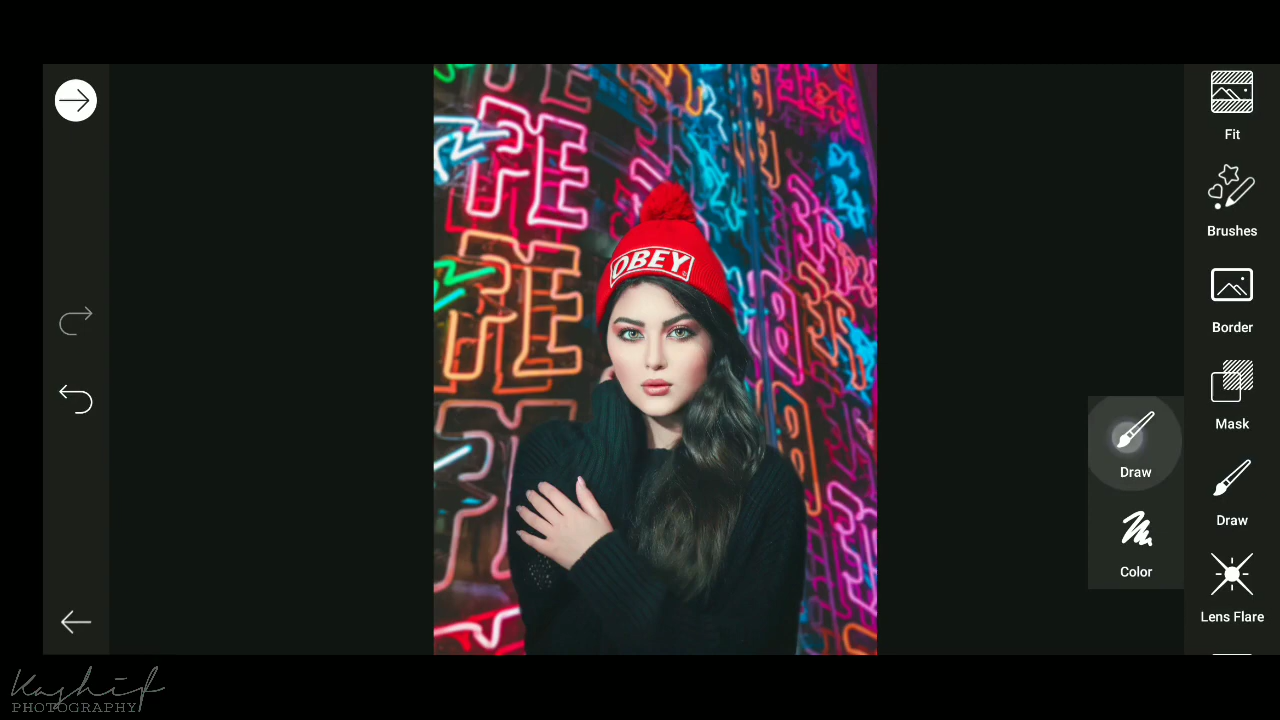 Fit
Brushes
Border
Mask
Draw
Lens Flare
Draw
Color
OBEY
Kashif
PHOTOGRAPHY